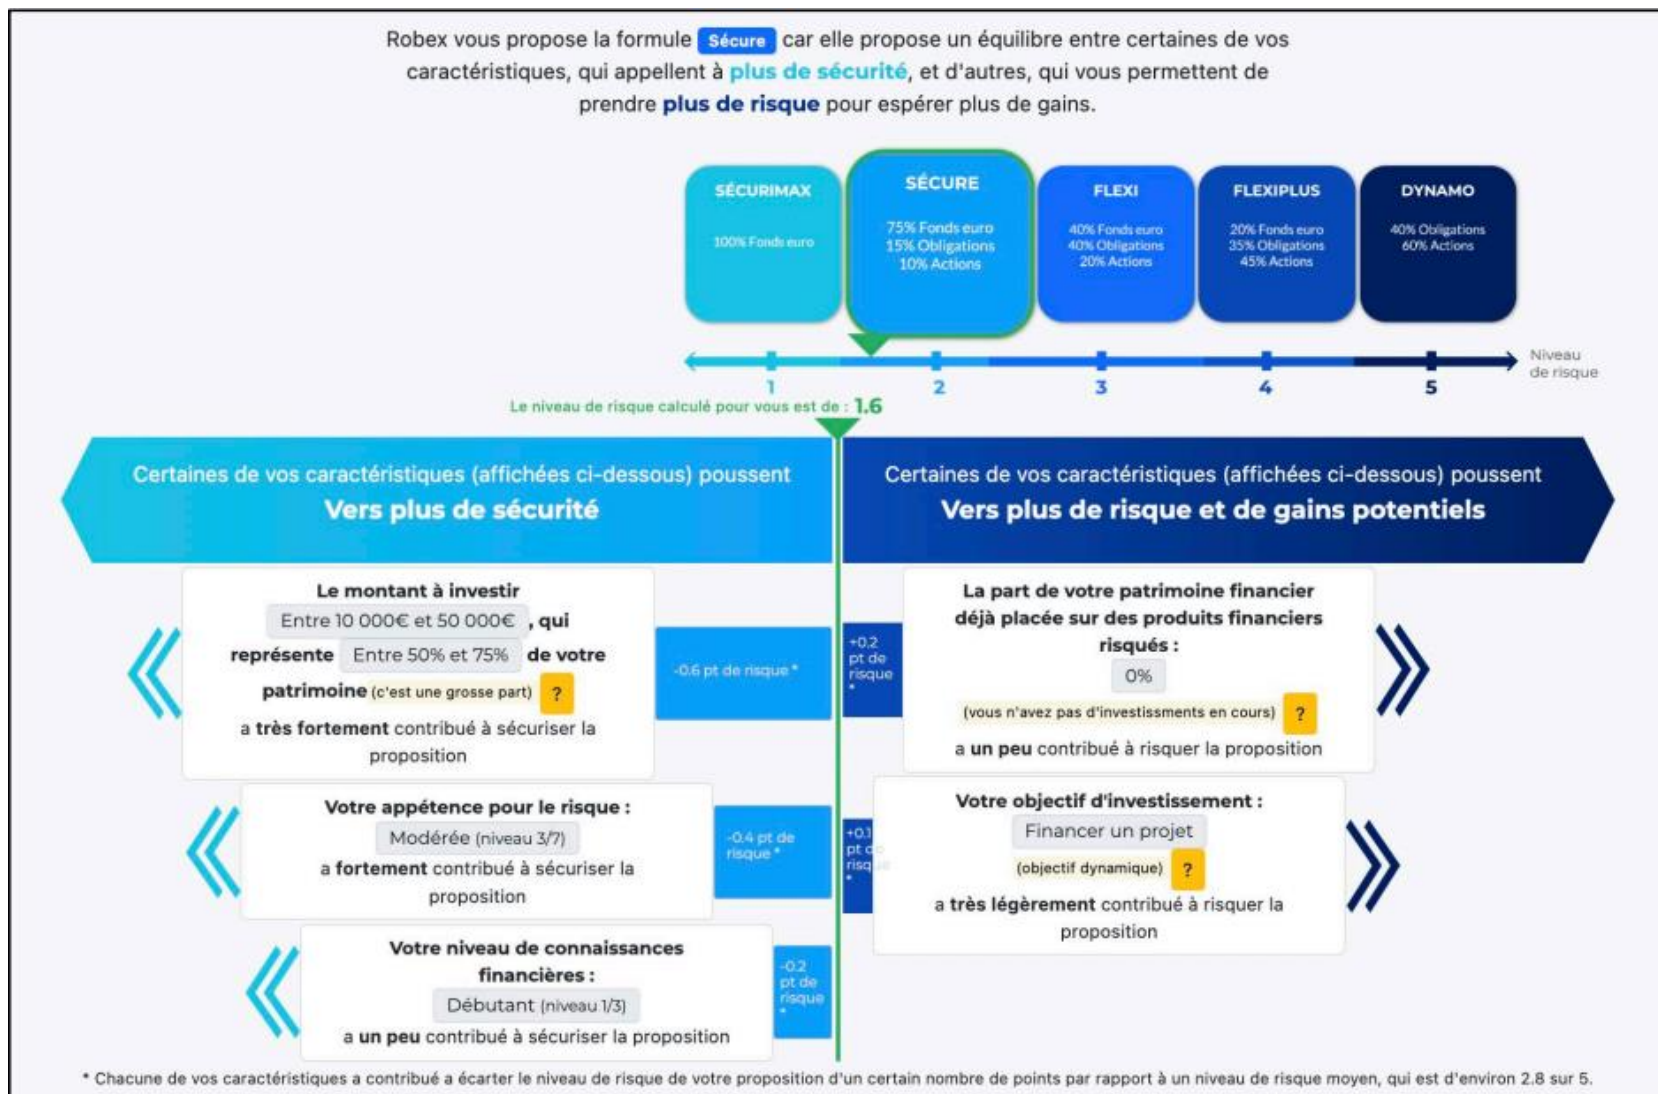 Robex vous propose la formule Sécure car elle propose un équilibre entre certaines de vos
caractéristiques, qui appellent à plus de sécurité, et d'autres, qui vous permettent de
prendre plus de risque pour espérer plus de gains.
SÉCURIMAX
100% Fonds euro
SÉCURE
75% Fonds euro
15% Obligations
10% Actions
FLEXI
40% Fonds euro
40% Obligations
20% Actions
FLEXIPLUS
20% Fonds euro
35% Obligations
45% Actions
DYNAMO
40% Obligations
60% Actions
Niveau
de risque
1 2 3 4 5
Le niveau de risque calculé pour vous est de : 1.6
Certaines de vos caractéristiques (affichées ci-dessous) poussent
Vers plus de sécurité
Certaines de vos caractéristiques (affichées ci-dessous) poussent
Vers plus de risque et de gains potentiels
Le montant à investir
Entre 10 000€ et 50 000€ , qui
représente Entre 50% et 75% de votre
patrimoine (c'est une grosse part) ?
a très fortement contribué à sécuriser la
proposition
-0.6 pt de risque *
+0.2
pt de
risque
*
La part de votre patrimoine financier
déjà placée sur des produits financiers
risqués :
0%
(vous n'avez pas d'investissments en cours) ?
a un peu contribué à risquer la proposition
Votre appétence pour le risque :
Modérée (niveau 3/7)
a fortement contribué à sécuriser la
proposition
-0.4 pt de
risque *
+0.1
pt de
risque
*
Votre objectif d'investissement :
Financer un projet
(objectif dynamique) ?
a très légèrement contribué à risquer la
proposition
Votre niveau de connaissances
financières :
Débutant (niveau 1/3)
a un peu contribué à sécuriser la proposition
-0.2
pt de
risque
*
* Chacune de vos caractéristiques a contribué a écarter le niveau de risque de votre proposition d'un certain nombre de points par rapport à un niveau de risque moyen, qui est d'environ 2.8 sur 5.